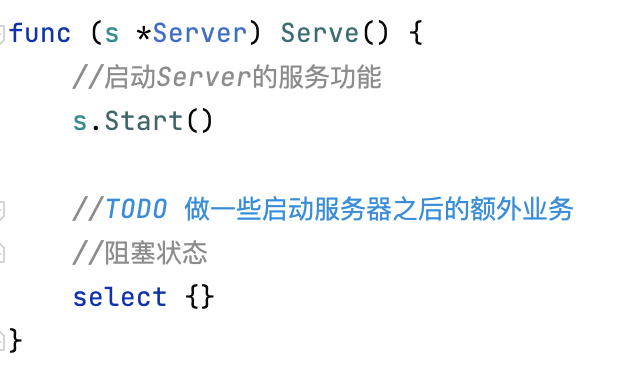 func (s *Server) Serve() {
    //启动Server的服务功能
    s.Start()

    //TODO 做一些启动服务器之后的额外业务
    //阻塞状态
    select {}
}